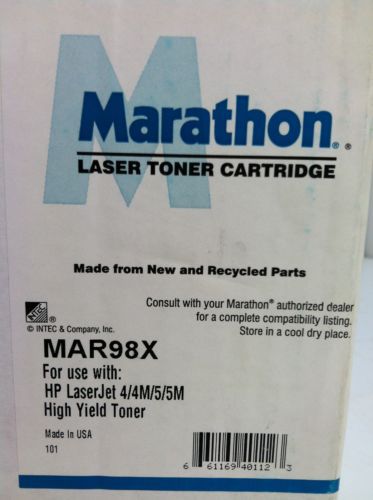 M
Marathon®®
LASER TONER CARTRIDGE
Made from New and Recycled Parts
Consult with your Marathon® authorized dealer
for a complete compatibility listing.
Store in a cool dry place.
© INTEC & Company, Inc.
MAR98X
For use with:
HP LaserJet 4/4M/5/5M
High Yield Toner
Made In USA
101
6 61169 40112 3